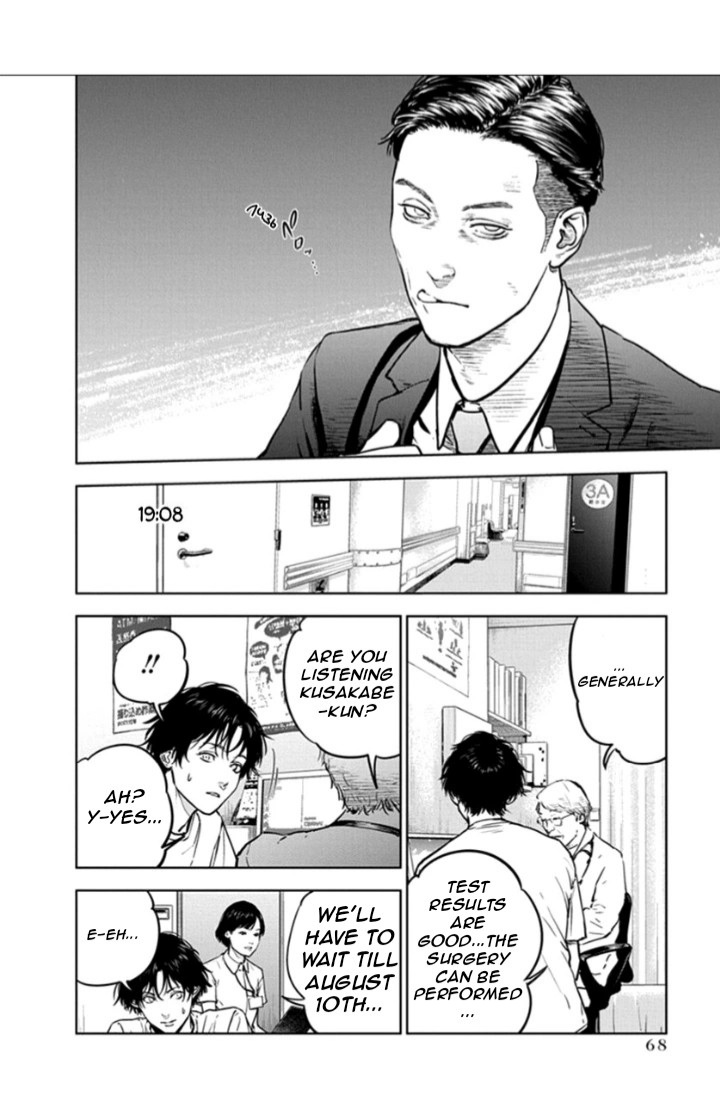 лизь
19:08
3A
...
GENERALLY
TEST
RESULTS
ARE
GOOD...THE
SURGERY
CAN BE
PERFORMED
...
ARE YOU
LISTENING
KUSAKABE
-KUN?
!!
AH?
Y-YES...
WE'LL
HAVE TO
WAIT TILL
AUGUST
10TH...
E-EH...
68